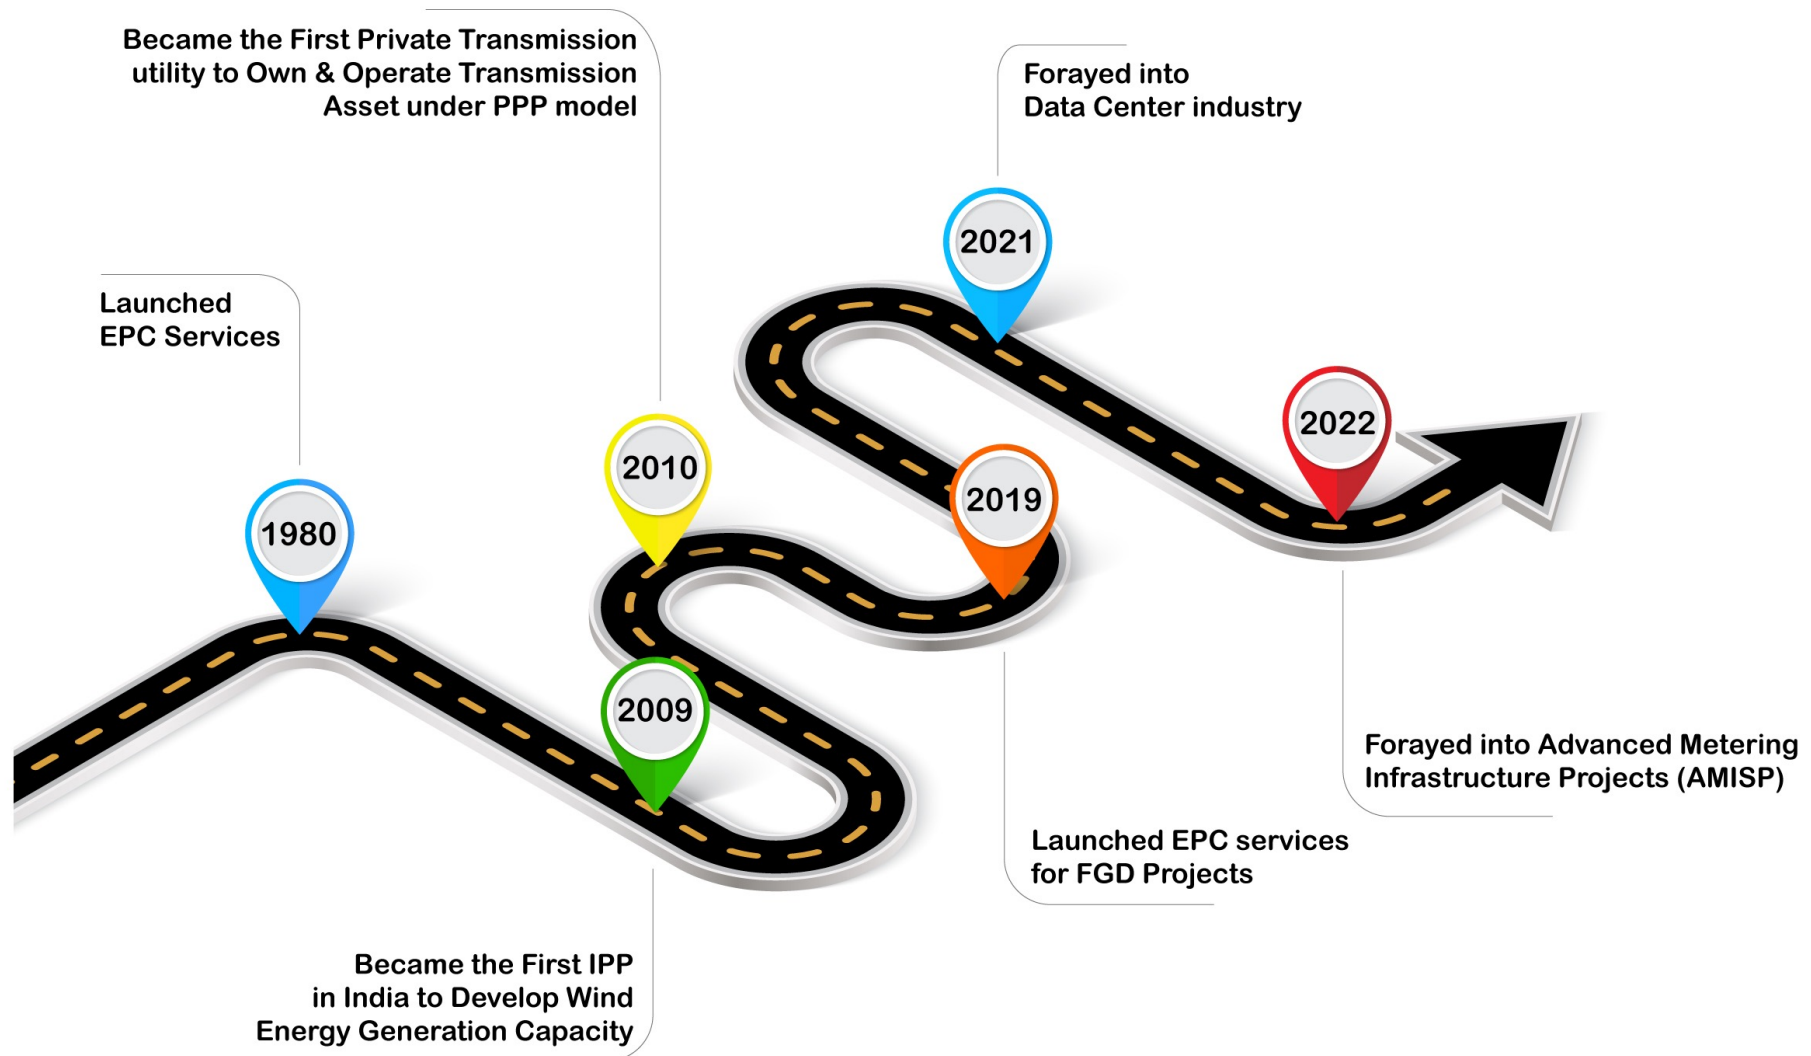 Became the First Private Transmission
utility to Own & Operate Transmission
Asset under PPP model
Forayed into
Data Center industry
2021
Launched
EPC Services
2022
2010
2019
1980
2009
Forayed into Advanced Metering
Infrastructure Projects (AMISP)
Launched EPC services
for FGD Projects
Became the First IPP
in India to Develop Wind
Energy Generation Capacity